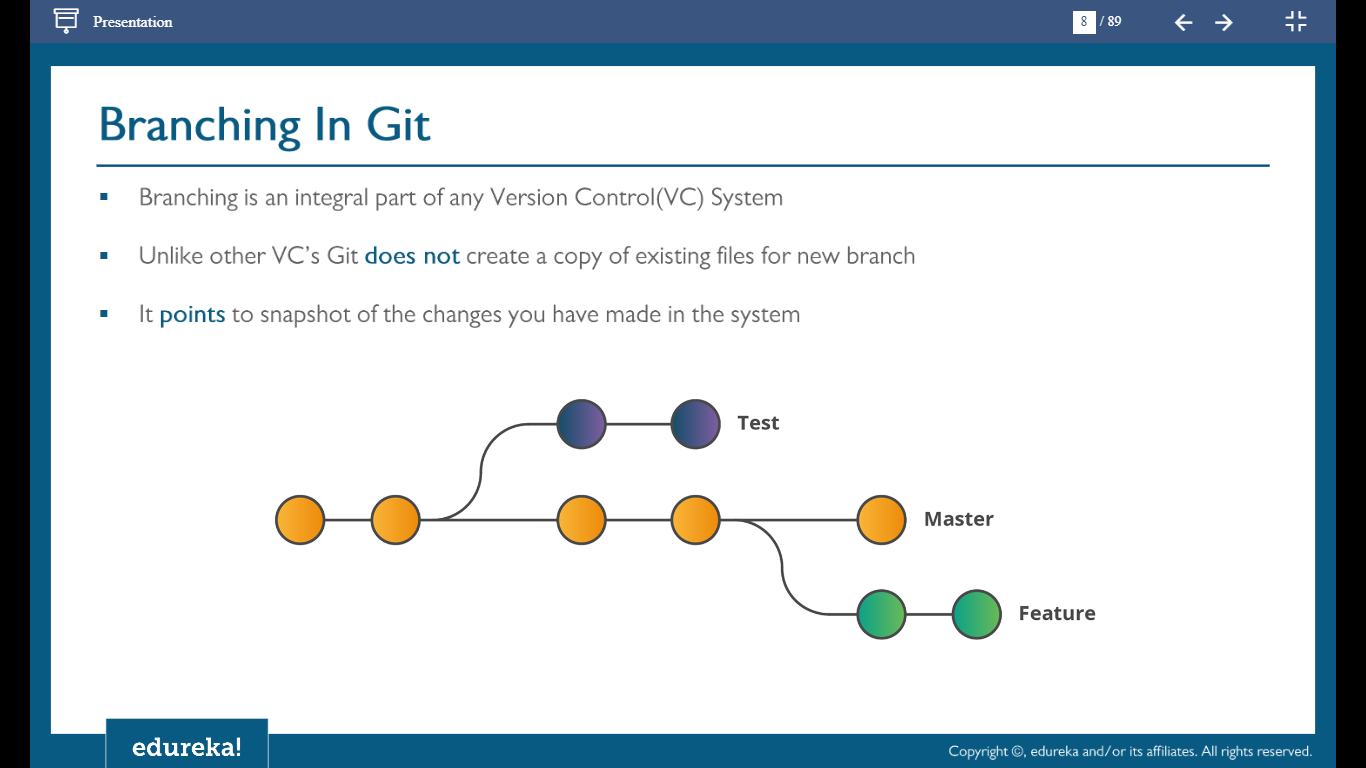 Presentation
8 / 89
Branching In Git
▪ Branching is an integral part of any Version Control(VC) System
▪ Unlike other VC's Git does not create a copy of existing files for new branch
▪ It points to snapshot of the changes you have made in the system
Test
Master
Feature
edureka!
Copyright ©, edureka and/or its affiliates. All rights reserved.